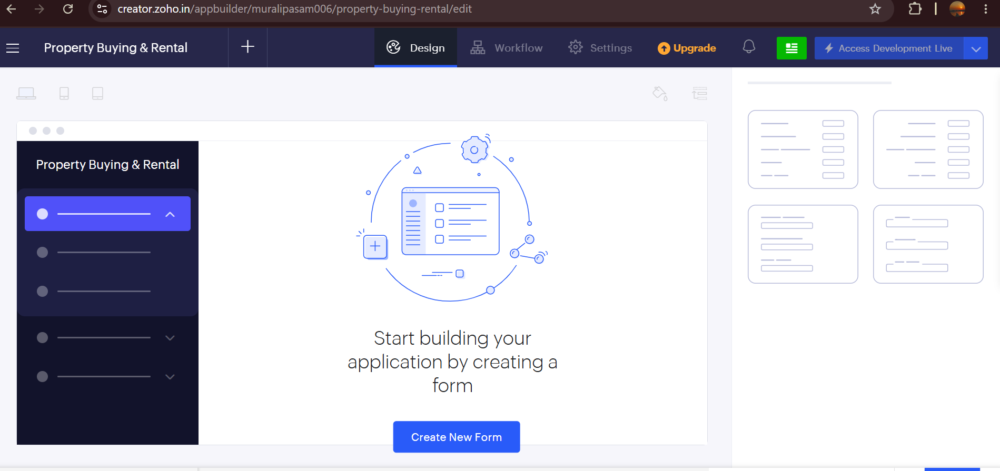 creator.zoho.in/appbuilder/muralipasam006/property-buying-rental/edit
Property Buying & Rental
Design
Workflow
Settings
Upgrade
Access Development Live
Property Buying & Rental
Start building your
application by creating a
form
Create New Form